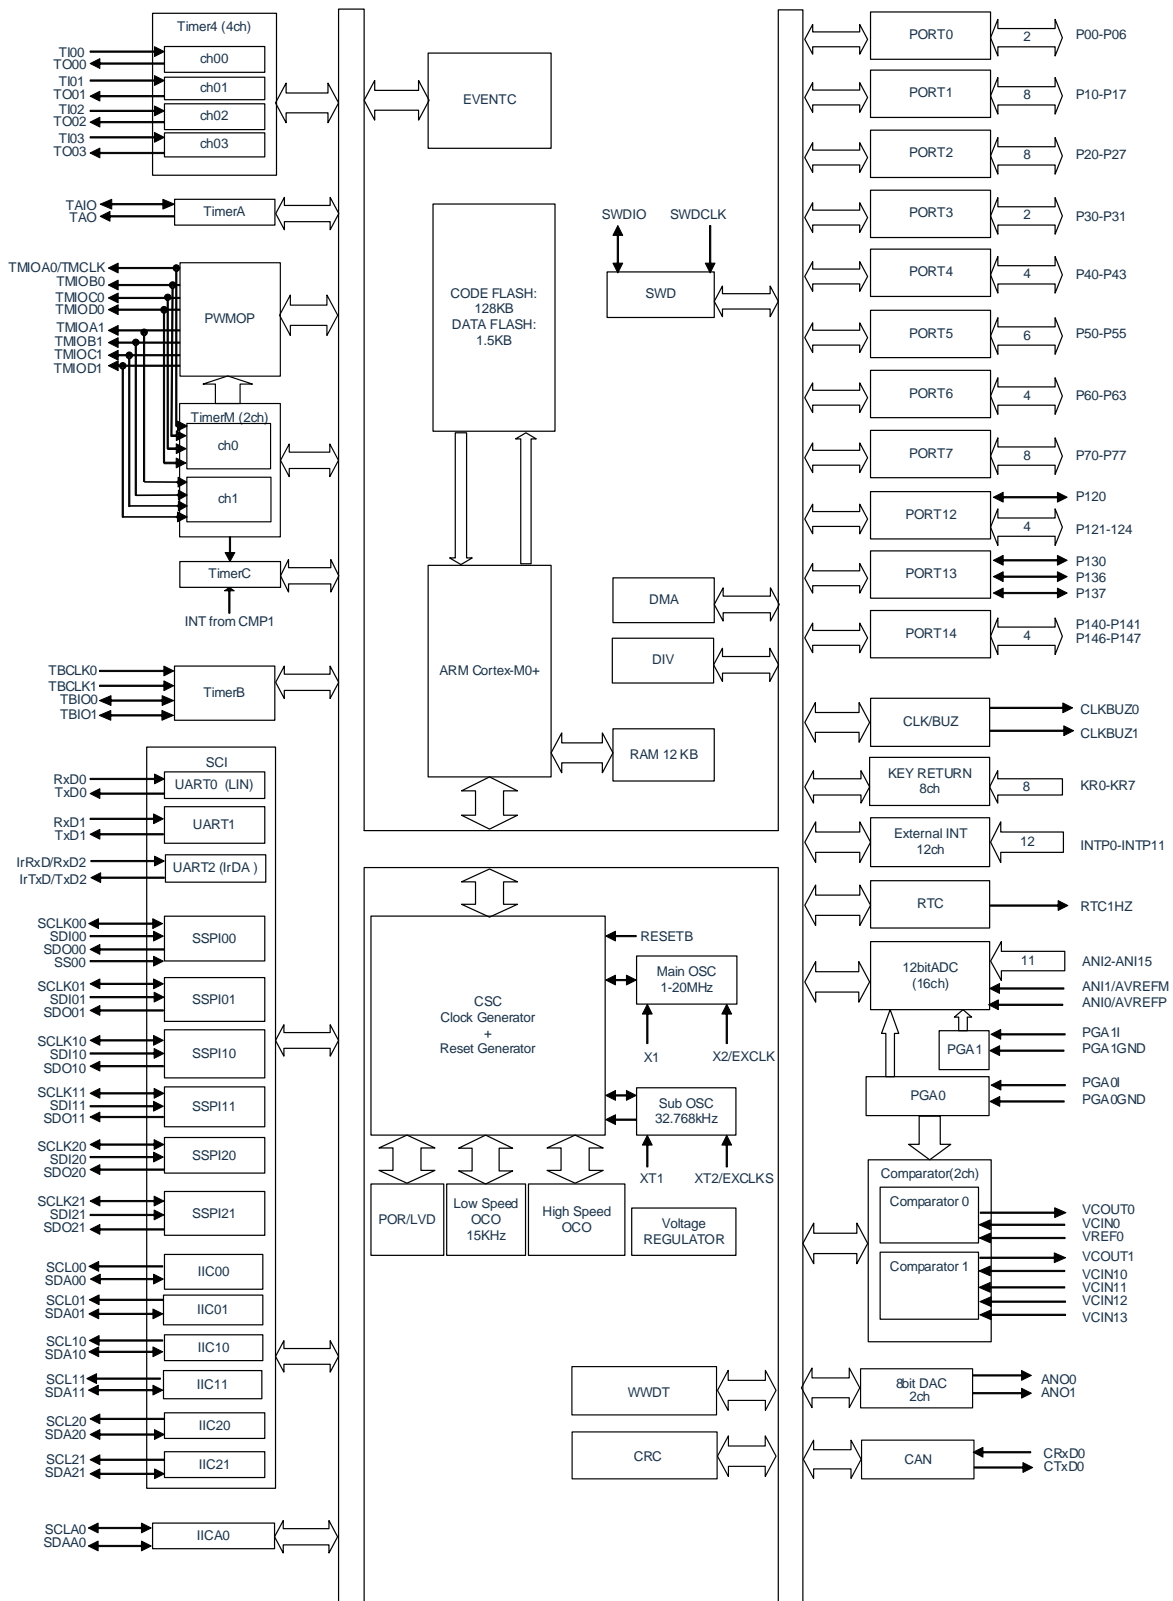 Timer4 (4ch)
TI00
TO00
ch00
TI01
TO01
ch01
TI02
TO02
ch02
TI03
TO03
ch03
TAIO
TAO
TimerA
TMIOA0/TMCLK
TMIOB0
TMIOC0
TMIOD0
TMIOA1
TMIOB1
TMIOC1
TMIOD1
PWMOP
TimerM (2ch)
ch0
ch1
TimerC
INT from CMP1
TBCLK0
TBCLK1
TBIO0
TBIO1
TimerB
SCI
RxD0
TxD0
UART0 (LIN)
RxD1
TxD1
UART1
IrRxD/RxD2
IrTxD/TxD2
UART2 (IrDA )
SCLK00
SDI00
SDO00
SS00
SSPI00
SCLK01
SDI01
SDO01
SSPI01
SCLK10
SDI10
SDO10
SSPI10
SCLK11
SDI11
SDO11
SSPI11
SCLK20
SDI20
SDO20
SSPI20
SCLK21
SDI21
SDO21
SSPI21
SCL00
SDA00
IIC00
SCL01
SDA01
IIC01
SCL10
SDA10
IIC10
SCL11
SDA11
IIC11
SCL20
SDA20
IIC20
SCL21
SDA21
IIC21
SCLA0
SDAA0
IICA0
EVENTC
CODE FLASH:
128KB
DATA FLASH:
1.5KB
SWDIO
SWDCLK
SWD
ARM Cortex-M0+
DMA
DIV
RAM 12 KB
CSC
Clock Generator
+
Reset Generator
RESETB
Main OSC
1-20MHz
X1
X2/EXCLK
Sub OSC
32.768kHz
XT1
XT2/EXCLKS
POR/LVD
Low Speed
OCO
15KHz
High Speed
OCO
Voltage
REGULATOR
WWDT
CRC
PORT0
2
P00-P06
PORT1
8
P10-P17
PORT2
8
P20-P27
PORT3
2
P30-P31
PORT4
4
P40-P43
PORT5
6
P50-P55
PORT6
4
P60-P63
PORT7
8
P70-P77
PORT12
P120
4
P121-124
PORT13
P130
P136
P137
PORT14
4
P140-P141
P146-P147
CLK/BUZ
CLKBUZ0
CLKBUZ1
KEY RETURN
8ch
8
KR0-KR7
External INT
12ch
12
INTP0-INTP11
RTC
RTC1HZ
12bitADC
(16ch)
11
ANI2-ANI15
ANI1/AVREFM
ANI0/AVREFP
PGA1
PGA1I
PGA1GND
PGA0
PGA0I
PGA0GND
Comparator(2ch)
Comparator 0
VCOUT0
VCIN0
VREF0
Comparator 1
VCOUT1
VCIN10
VCIN11
VCIN12
VCIN13
8bit DAC
2ch
ANO0
ANO1
CAN
CRxD0
CTxD0